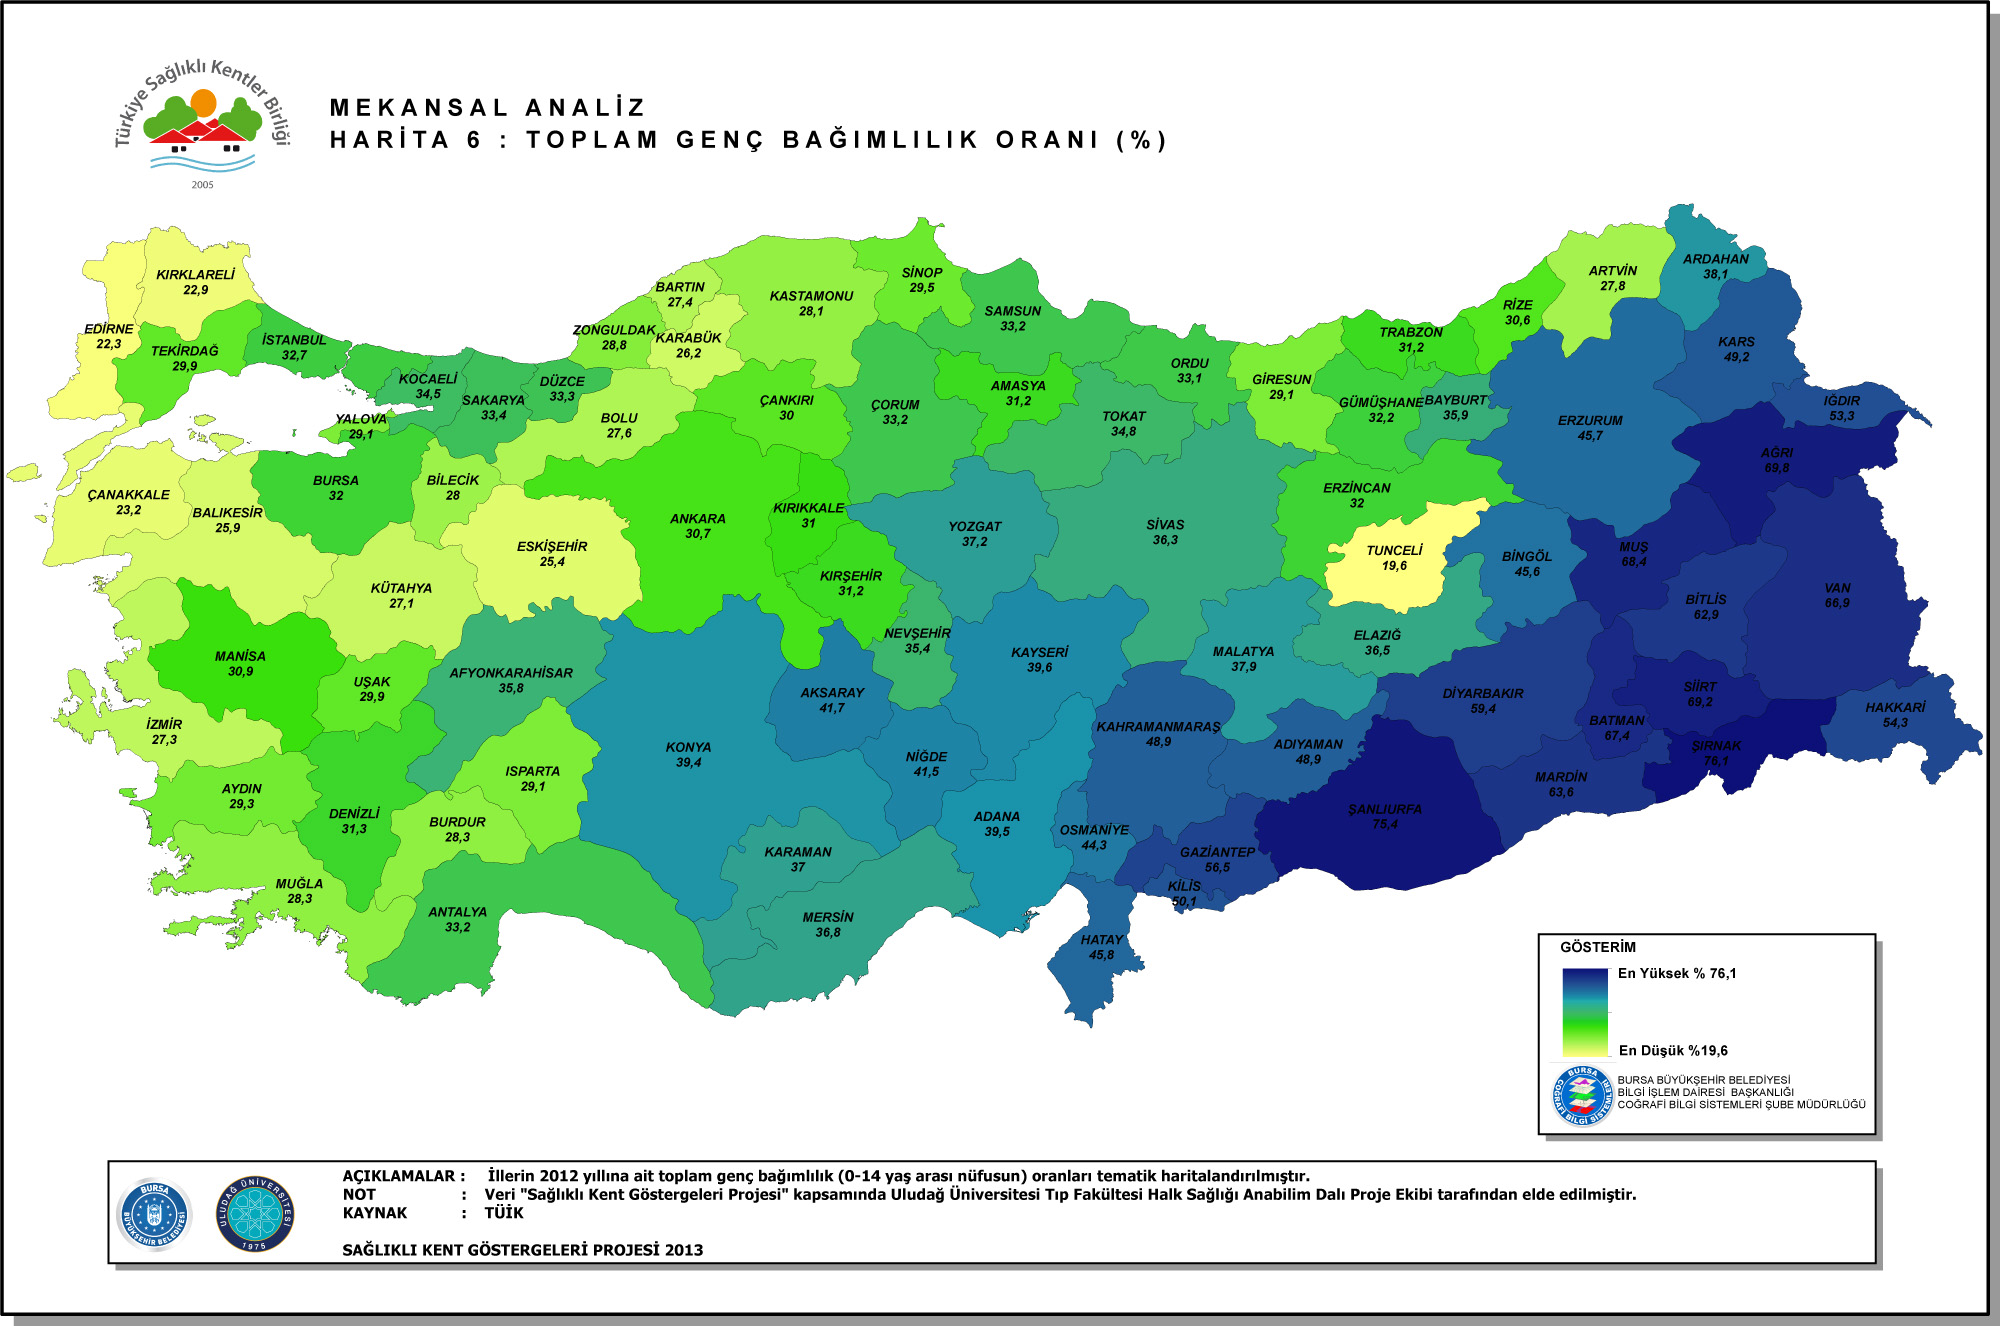 Türkiye Sağlıklı Kentler Birliği
2005
MEKANSAL ANALİZ
HARİTA 6 : TOPLAM GENÇ BAĞIMLILIK ORANI (%)
KIRKLARELİ
22,9
EDİRNE
22,3
TEKİRDAĞ
29,9
İSTANBUL
32,7
KOCAELİ
34,5
SAKARYA
33,4
DÜZCE
33,3
YALOVA
29,1
ZONGULDAK
28,8
BARTIN
27,4
KARABÜK
26,2
KASTAMONU
28,1
SİNOP
29,5
SAMSUN
33,2
ORDU
33,1
GİRESUN
29,1
TRABZON
31,2
RİZE
30,6
ARTVİN
27,8
ARDAHAN
38,1
KARS
49,2
IĞDIR
53,3
AĞRI
69,8
ERZURUM
45,7
BAYBURT
35,9
GÜMÜŞHANE
32,2
TOKAT
34,8
AMASYA
31,2
ÇORUM
33,2
ÇANKIRI
30
BOLU
27,6
BİLECİK
28
BURSA
32
ÇANAKKALE
23,2
BALIKESİR
25,9
KÜTAHYA
27,1
ESKİŞEHİR
25,4
ANKARA
30,7
KIRIKKALE
31
KIRŞEHİR
31,2
YOZGAT
37,2
SİVAS
36,3
ERZİNCAN
32
TUNCELİ
19,6
BİNGÖL
45,6
MUŞ
68,4
BİTLİS
62,9
VAN
66,9
MANİSA
30,9
UŞAK
29,9
AFYONKARAHİSAR
35,8
KONYA
39,4
AKSARAY
41,7
NEVŞEHİR
35,4
KAYSERİ
39,6
MALATYA
37,9
ELAZIĞ
36,5
DİYARBAKIR
59,4
BATMAN
67,4
SİİRT
69,2
ŞIRNAK
76,1
HAKKARİ
54,3
İZMİR
27,3
AYDIN
29,3
DENİZLİ
31,3
ISPARTA
29,1
BURDUR
28,3
MUĞLA
28,3
ANTALYA
33,2
KARAMAN
37
MERSİN
36,8
NİĞDE
41,5
ADANA
39,5
OSMANİYE
44,3
KAHRAMANMARAŞ
48,9
ADIYAMAN
48,9
GAZİANTEP
56,5
KİLİS
50,1
HATAY
45,8
ŞANLIURFA
75,4
MARDİN
63,6
GÖSTERİM
En Yüksek % 76,1
En Düşük %19,6
BURSA
COĞRAFİ BİLGİ SİSTEMLERİ
BURSA BÜYÜKŞEHİR BELEDİYESİ
BİLGİ İŞLEM DAİRESİ BAŞKANLIĞI
COĞRAFİ BİLGİ SİSTEMLERİ ŞUBE MÜDÜRLÜĞÜ
BURSA
BÜYÜKŞEHİR BELEDİYESİ
ULUDAĞ ÜNİVERSİTESİ
1975
AÇIKLAMALAR : İllerin 2012 yıllına ait toplam genç bağımlılık (0-14 yaş arası nüfusun) oranları tematik haritalandırılmıştır.
NOT : Veri "Sağlıklı Kent Göstergeleri Projesi" kapsamında Uludağ Üniversitesi Tıp Fakültesi Halk Sağlığı Anabilim Dalı Proje Ekibi tarafından elde edilmiştir.
KAYNAK : TÜİK
SAĞLIKLI KENT GÖSTERGELERİ PROJESİ 2013